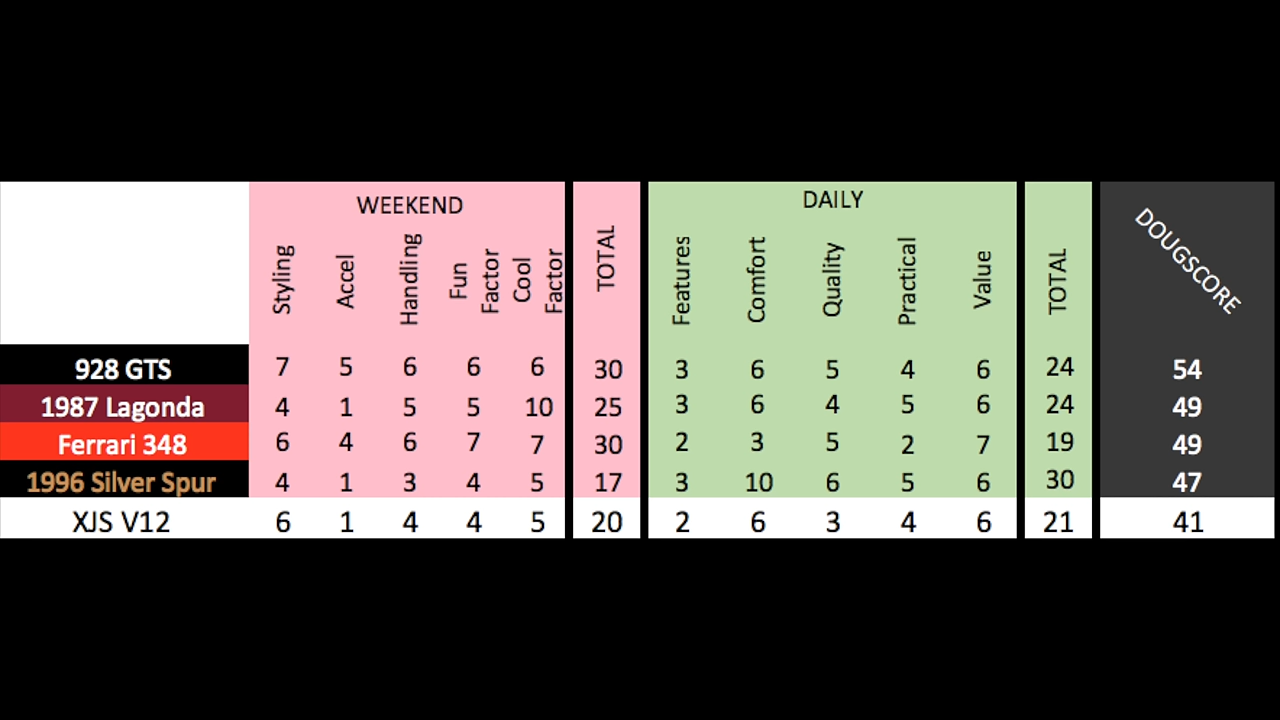 WEEKEND
DAILY
Styling Accel Handling Fun Factor Cool Factor TOTAL Features Comfort Quality Practical Value TOTAL DOUGSCORE
928 GTS 7 5 6 6 6 30 3 6 5 4 6 24 54
1987 Lagonda 4 1 5 5 10 25 3 6 4 5 6 24 49
Ferrari 348 6 4 6 7 7 30 2 3 5 2 7 19 49
1996 Silver Spur 4 1 3 4 5 17 3 10 6 5 6 30 47
XJS V12 6 1 4 4 5 20 2 6 3 4 6 21 41